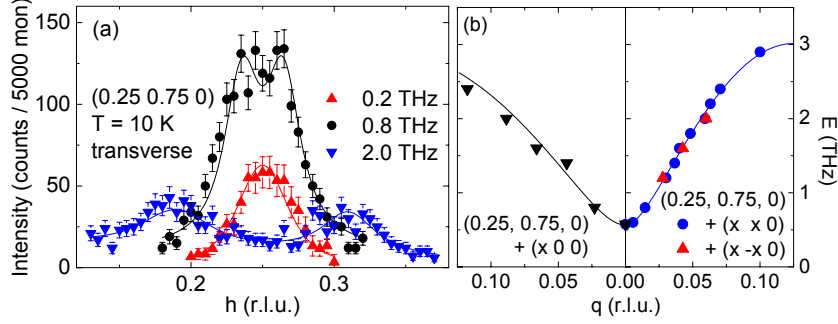 (a)
(0.25 0.75 0)
T = 10 K
transverse
0.2 THz
0.8 THz
2.0 THz
150
125
100
75
50
25
0
Intensity (counts / 5000 mon)
0.2
0.3
h (r.l.u.)
(b)
(0.25, 0.75, 0)
+ (x 0 0)
(0.25, 0.75, 0)
+ (x x 0)
+ (x -x 0)
0.10
0.05
0.00
0.05
0.10
q (r.l.u.)
3
2
1
0
E (THz)